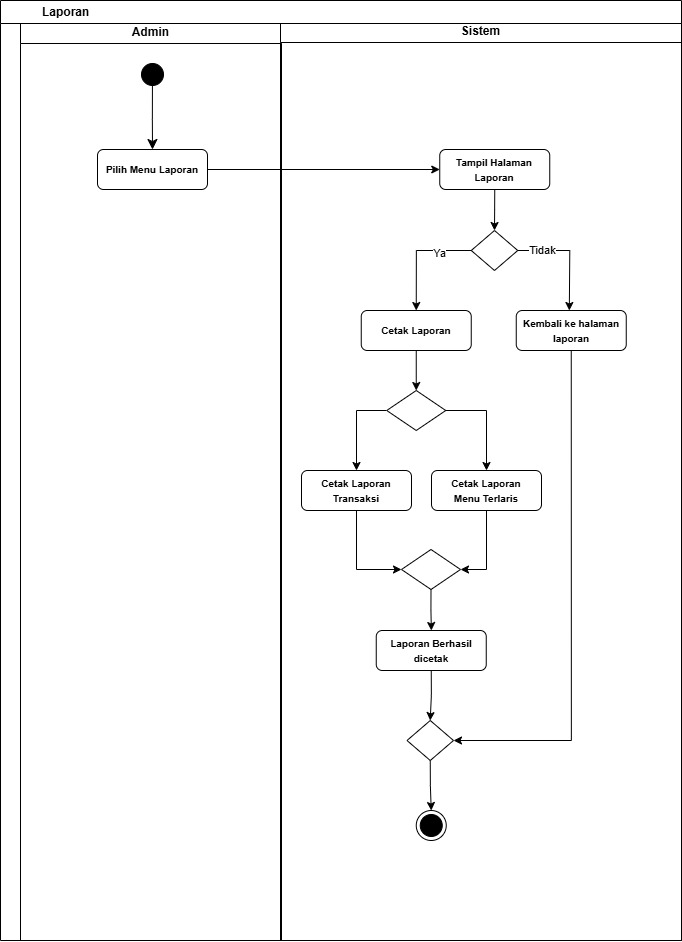 Laporan
Admin
Sistem
Pilih Menu Laporan
Tampil Halaman
Laporan
Ya
Tidak
Cetak Laporan
Kembali ke halaman
laporan
Cetak Laporan
Transaksi
Cetak Laporan
Menu Terlaris
Laporan Berhasil
dicetak